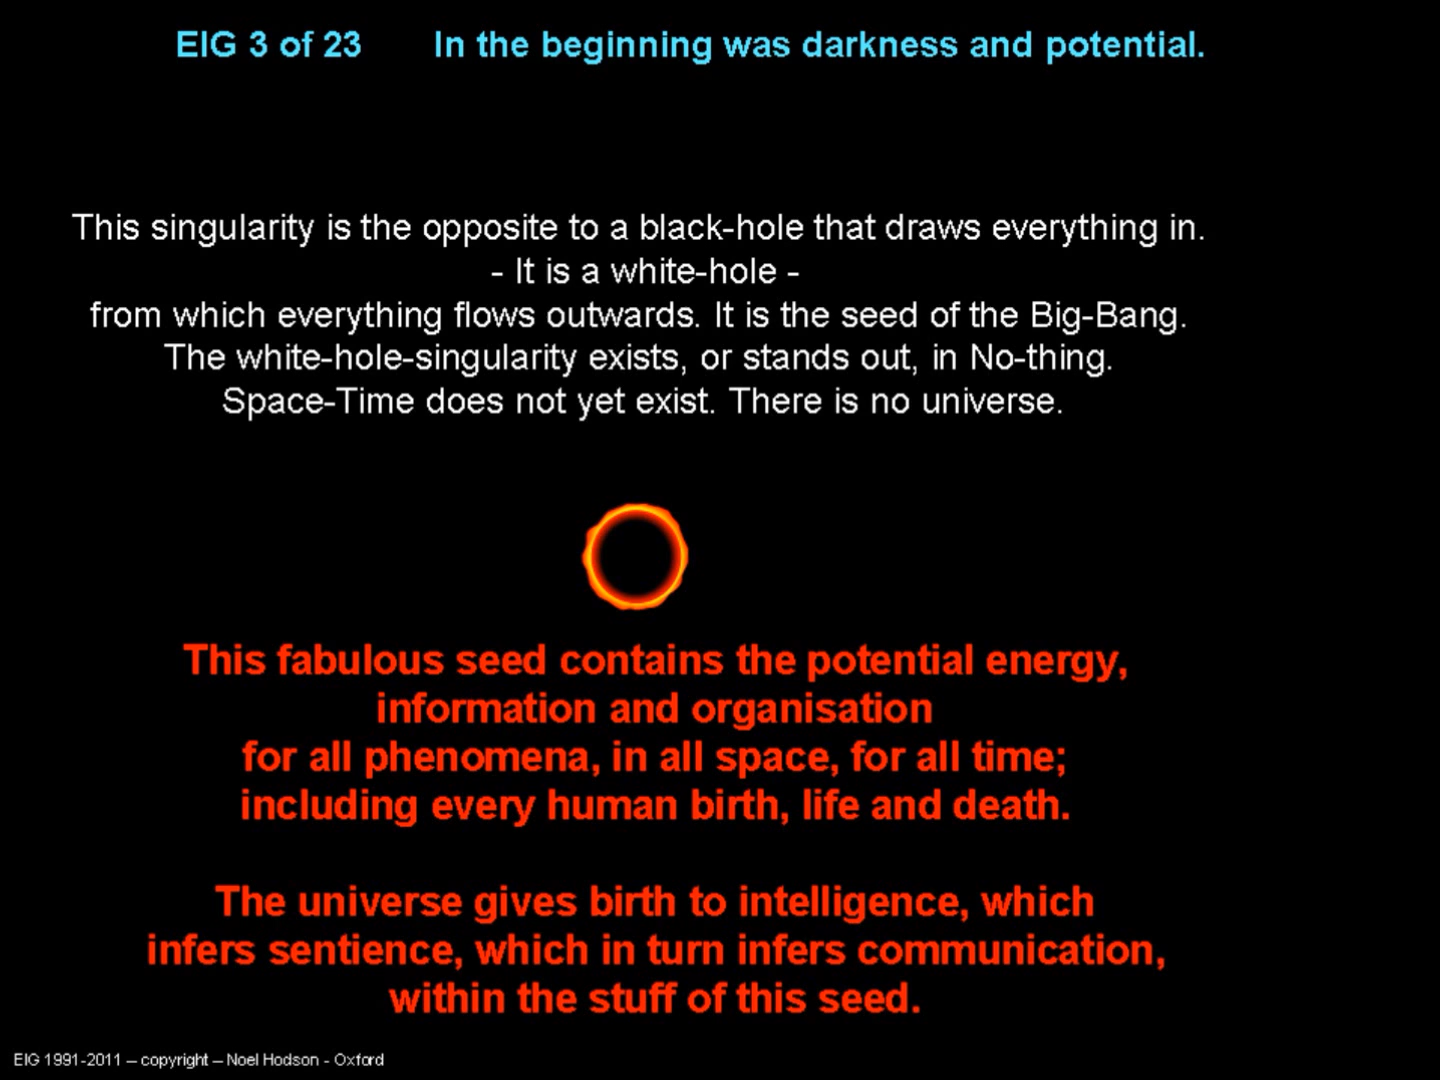 EIG 3 of 23 In the beginning was darkness and potential.
This singularity is the opposite to a black-hole that draws everything in.
- It is a white-hole -
from which everything flows outwards. It is the seed of the Big-Bang.
The white-hole-singularity exists, or stands out, in No-thing.
Space-Time does not yet exist. There is no universe.
This fabulous seed contains the potential energy,
information and organisation
for all phenomena, in all space, for all time;
including every human birth, life and death.
The universe gives birth to intelligence, which
infers sentience, which in turn infers communication,
within the stuff of this seed.
EIG 1991-2011 – copyright – Noel Hodson - Oxford